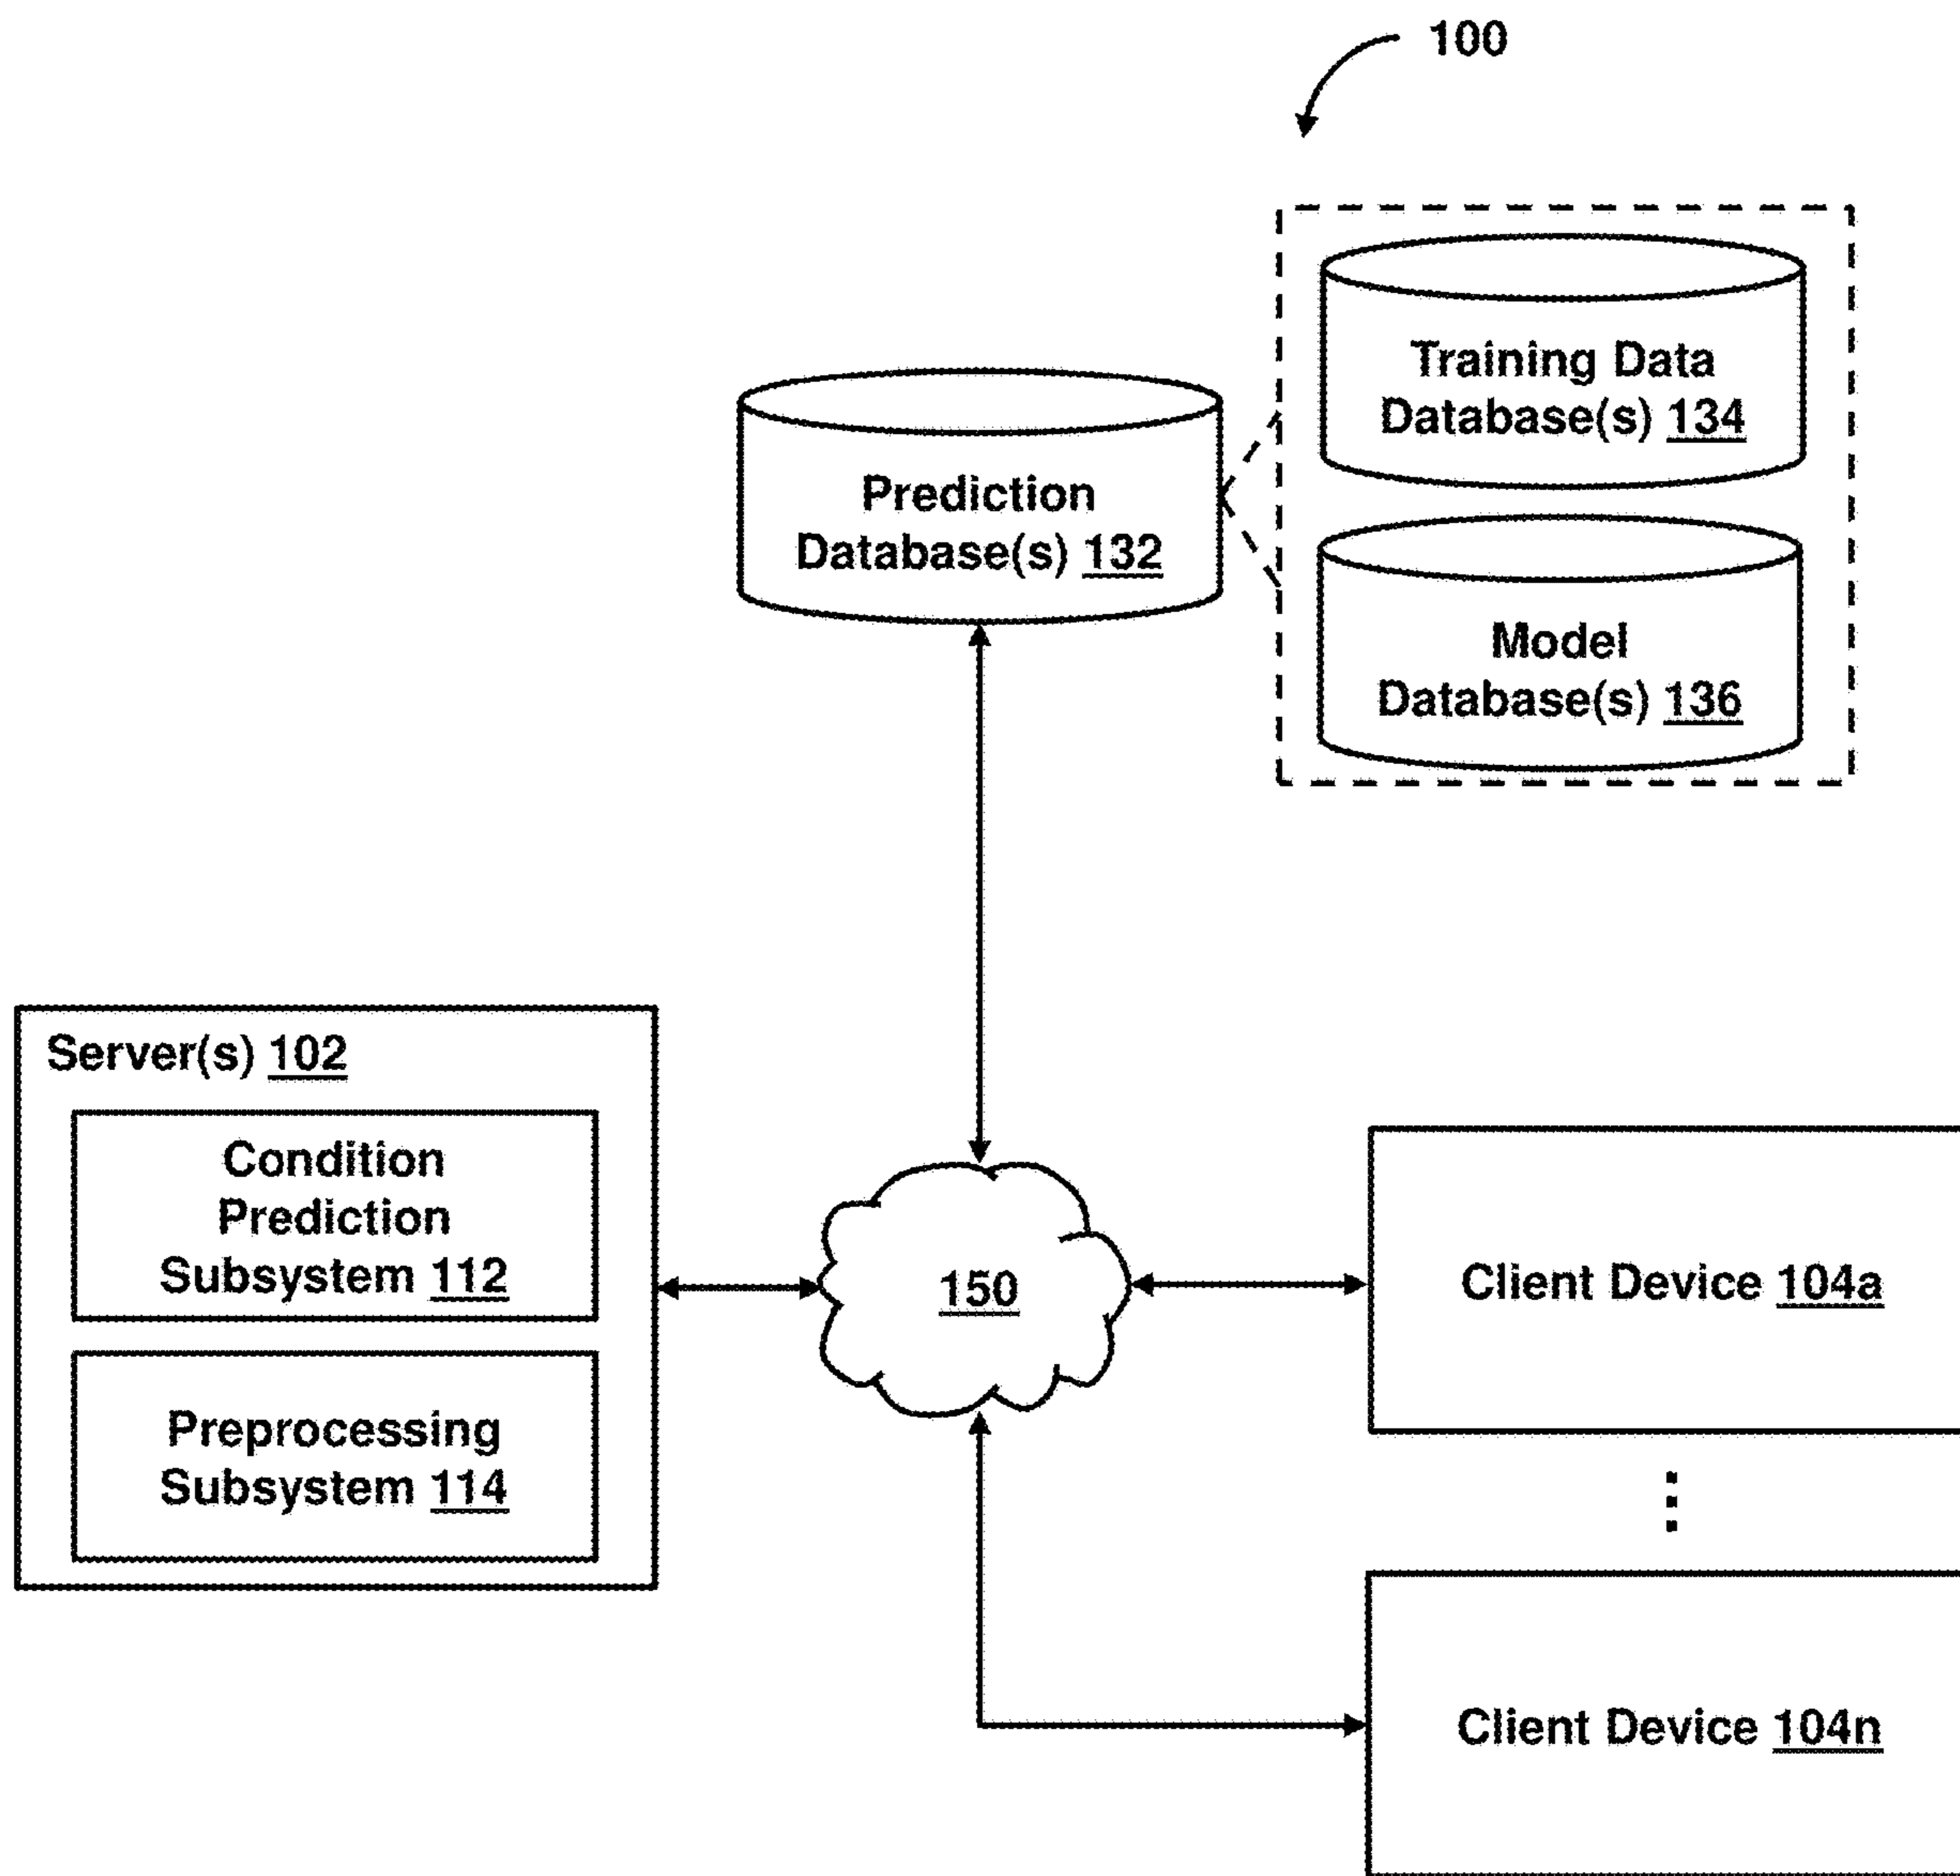 100
Training Data
Database(s) 134
Prediction
Database(s) 132
Model
Database(s) 136
Server(s) 102
Condition
Prediction
Subsystem 112
Preprocessing
Subsystem 114
150
Client Device 104a
Client Device 104n